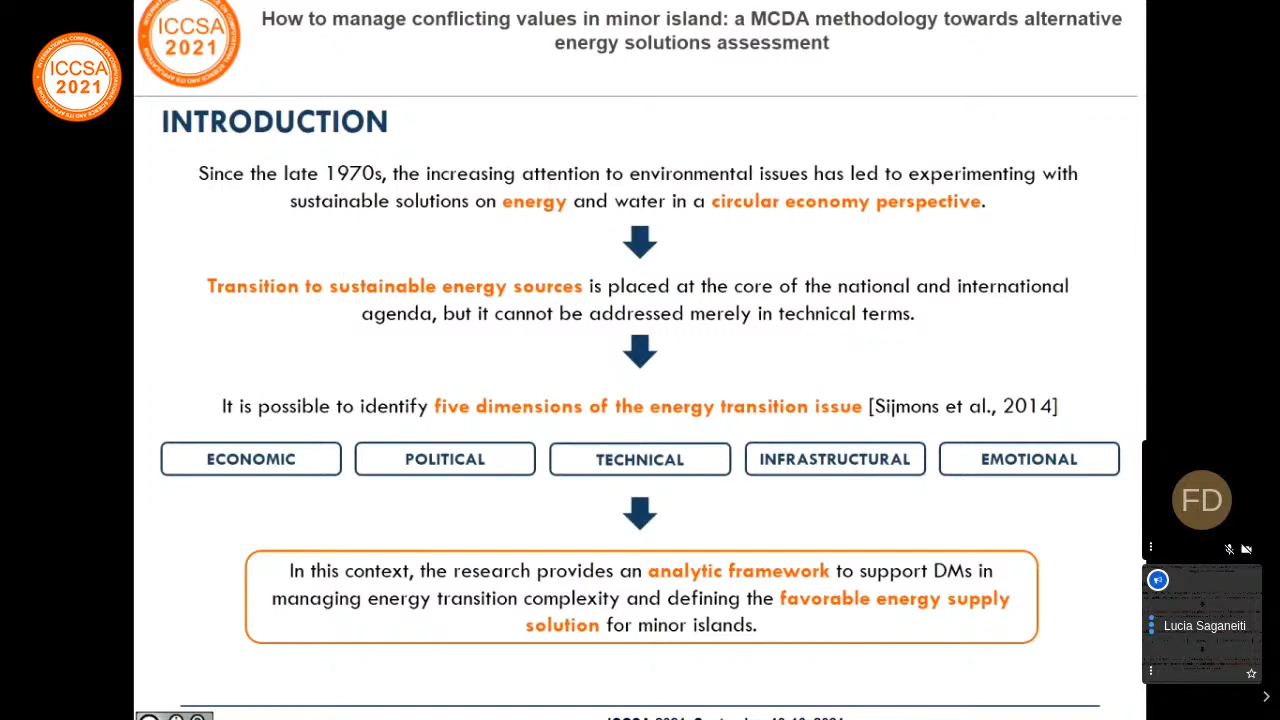 How to manage conflicting values in minor island: a MCDA methodology towards alternative
energy solutions assessment
ICCSA
2021
ICCSA
2021
INTRODUCTION
Since the late 1970s, the increasing attention to environmental issues has led to experimenting with
sustainable solutions on energy and water in a circular economy perspective.
Transition to sustainable energy sources is placed at the core of the national and international
agenda, but it cannot be addressed merely in technical terms.
It is possible to identify five dimensions of the energy transition issue [Sijmons et al., 2014]
ECONOMIC
POLITICAL
TECHNICAL
INFRASTRUCTURAL
EMOTIONAL
In this context, the research provides an analytic framework to support DMs in
managing energy transition complexity and defining the favorable energy supply
solution for minor islands.
FD
Lucia Saganeiti